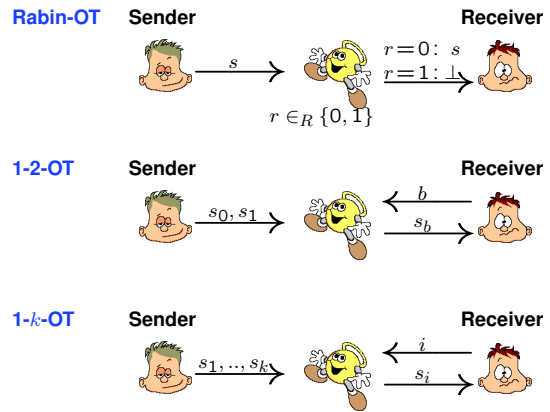 Rabin-OT Sender Receiver
s r = 0: s
r = 1: ⊥
r ∈_R {0, 1}
1-2-OT Sender Receiver
s_0, s_1 b
s_b
1-k-OT Sender Receiver
s_1, .., s_k i
s_i